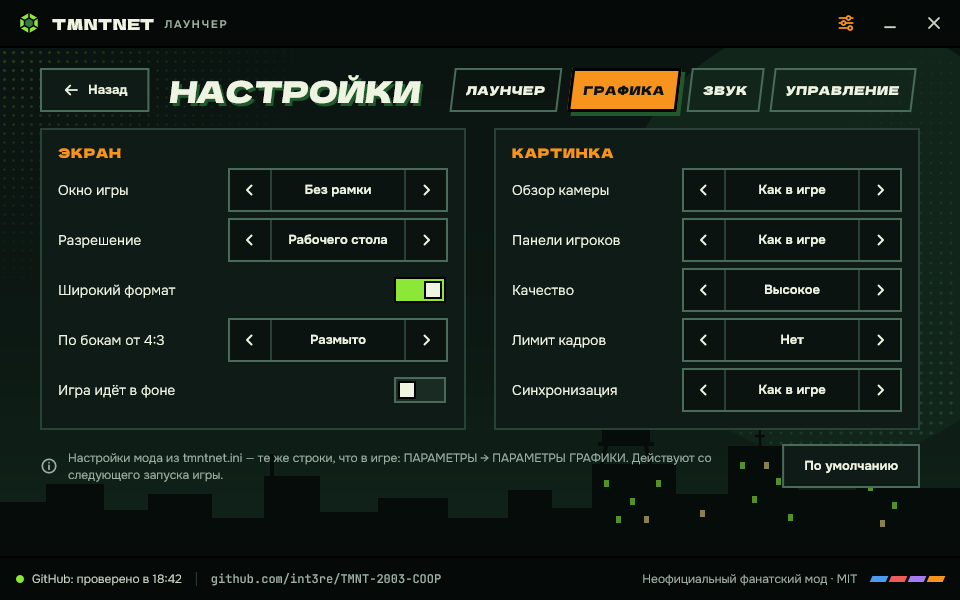 TMNTNET ЛАУНЧЕР
Назад
НАСТРОЙКИ
ЛАУНЧЕР
ГРАФИКА
ЗВУК
УПРАВЛЕНИЕ
ЭКРАН
Окно игры
Без рамки
Разрешение
Рабочего стола
Широкий формат
По бокам от 4:3
Размыто
Игра идёт в фоне
КАРТИНКА
Обзор камеры
Как в игре
Панели игроков
Как в игре
Качество
Высокое
Лимит кадров
Нет
Синхронизация
Как в игре
Настройки мода из tmntnet.ini — те же строки, что в игре: ПАРАМЕТРЫ → ПАРАМЕТРЫ ГРАФИКИ. Действуют со
следующего запуска игры.
По умолчанию
GitHub: проверено в 18:42
github.com/int3re/TMNT-2003-COOP
Неофициальный фанатский мод · MIT